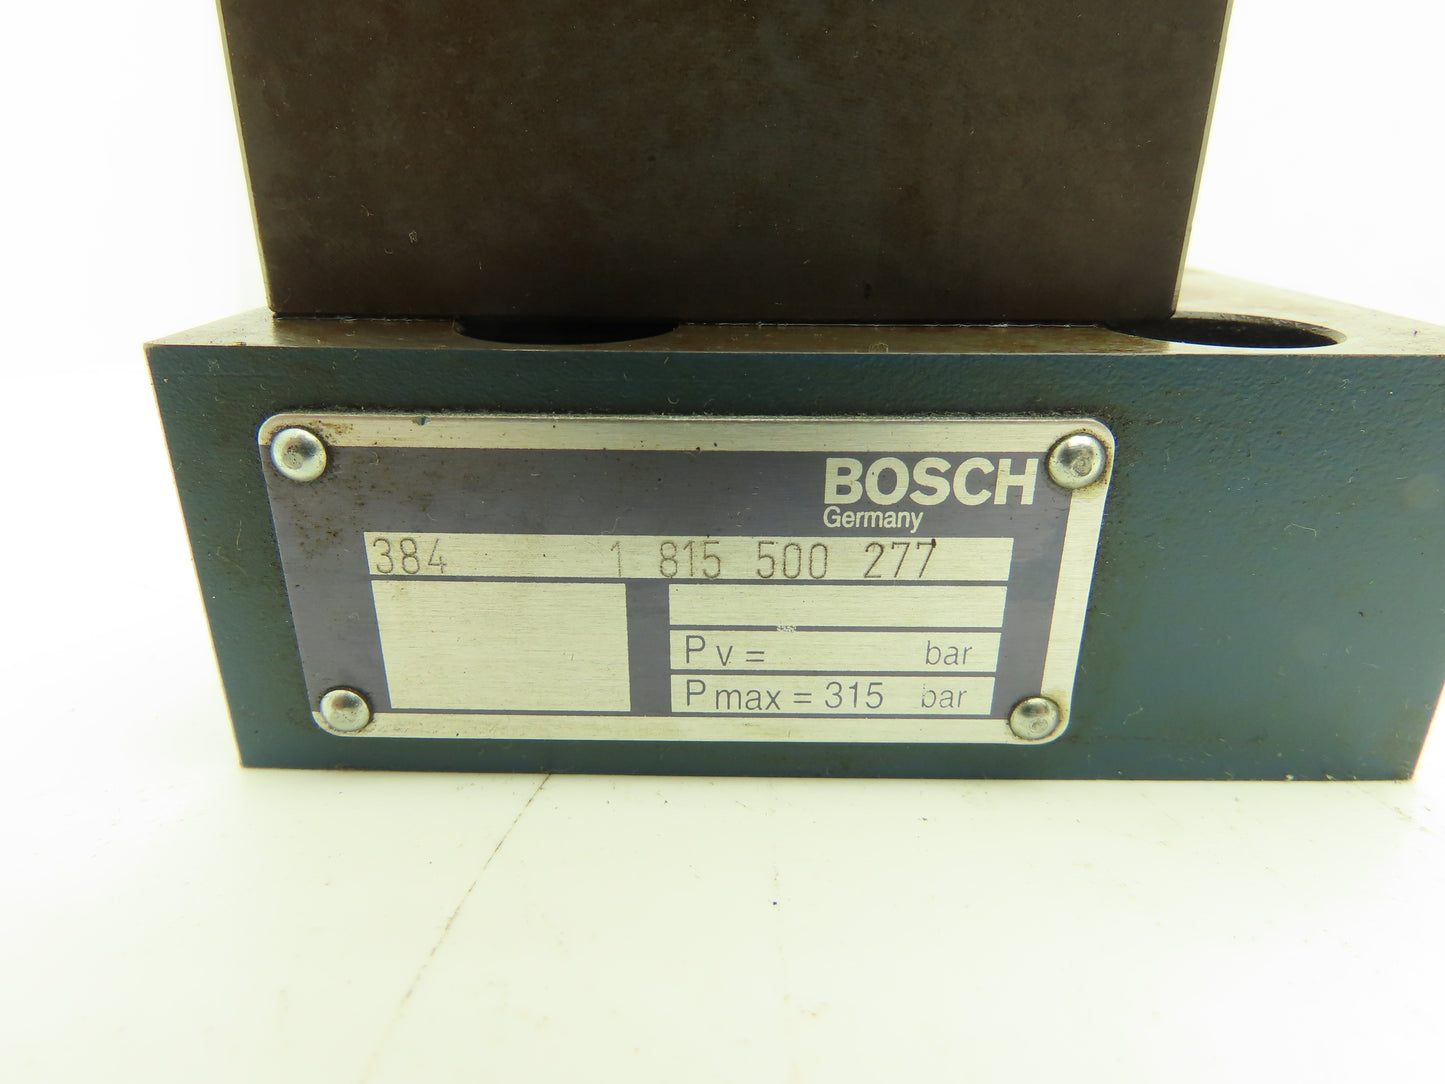 BOSCH
Germany
384 1 815 500 277
Pv = bar
Pmax = 315 bar